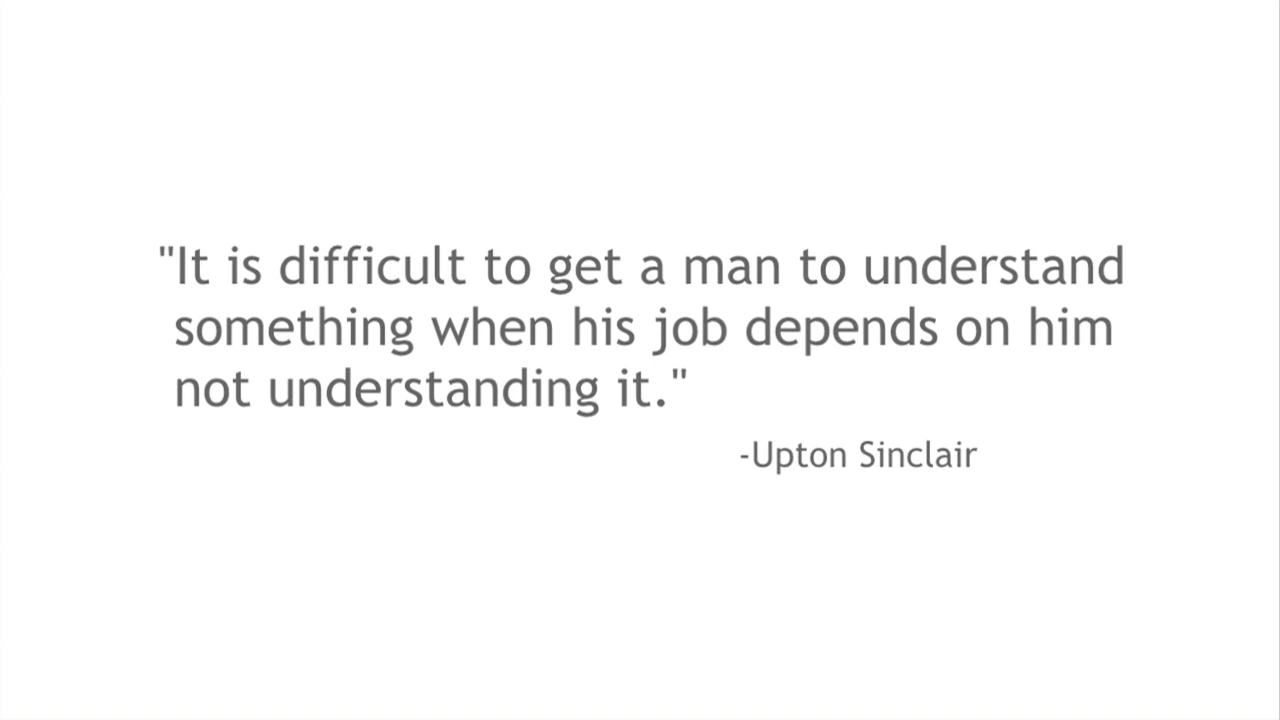 "It is difficult to get a man to understand
something when his job depends on him
not understanding it."
-Upton Sinclair